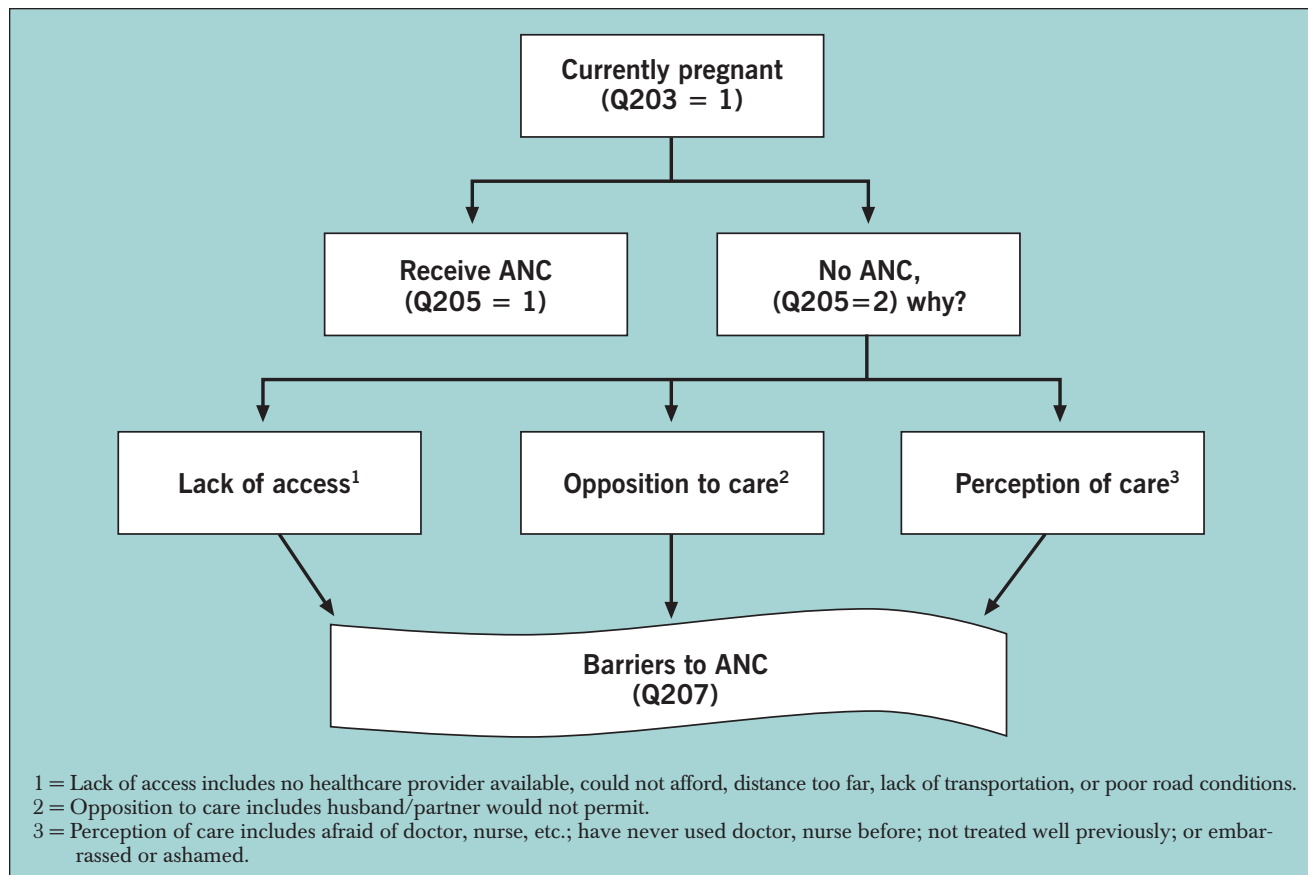 Currently pregnant
(Q203 = 1)
Receive ANC
(Q205 = 1)
No ANC,
(Q205=2) why?
Lack of access1
Opposition to care2
Perception of care3
Barriers to ANC
(Q207)
1 = Lack of access includes no healthcare provider available, could not afford, distance too far, lack of transportation, or poor road conditions.
2 = Opposition to care includes husband/partner would not permit.
3 = Perception of care includes afraid of doctor, nurse, etc.; have never used doctor, nurse before; not treated well previously; or embar-
rassed or ashamed.